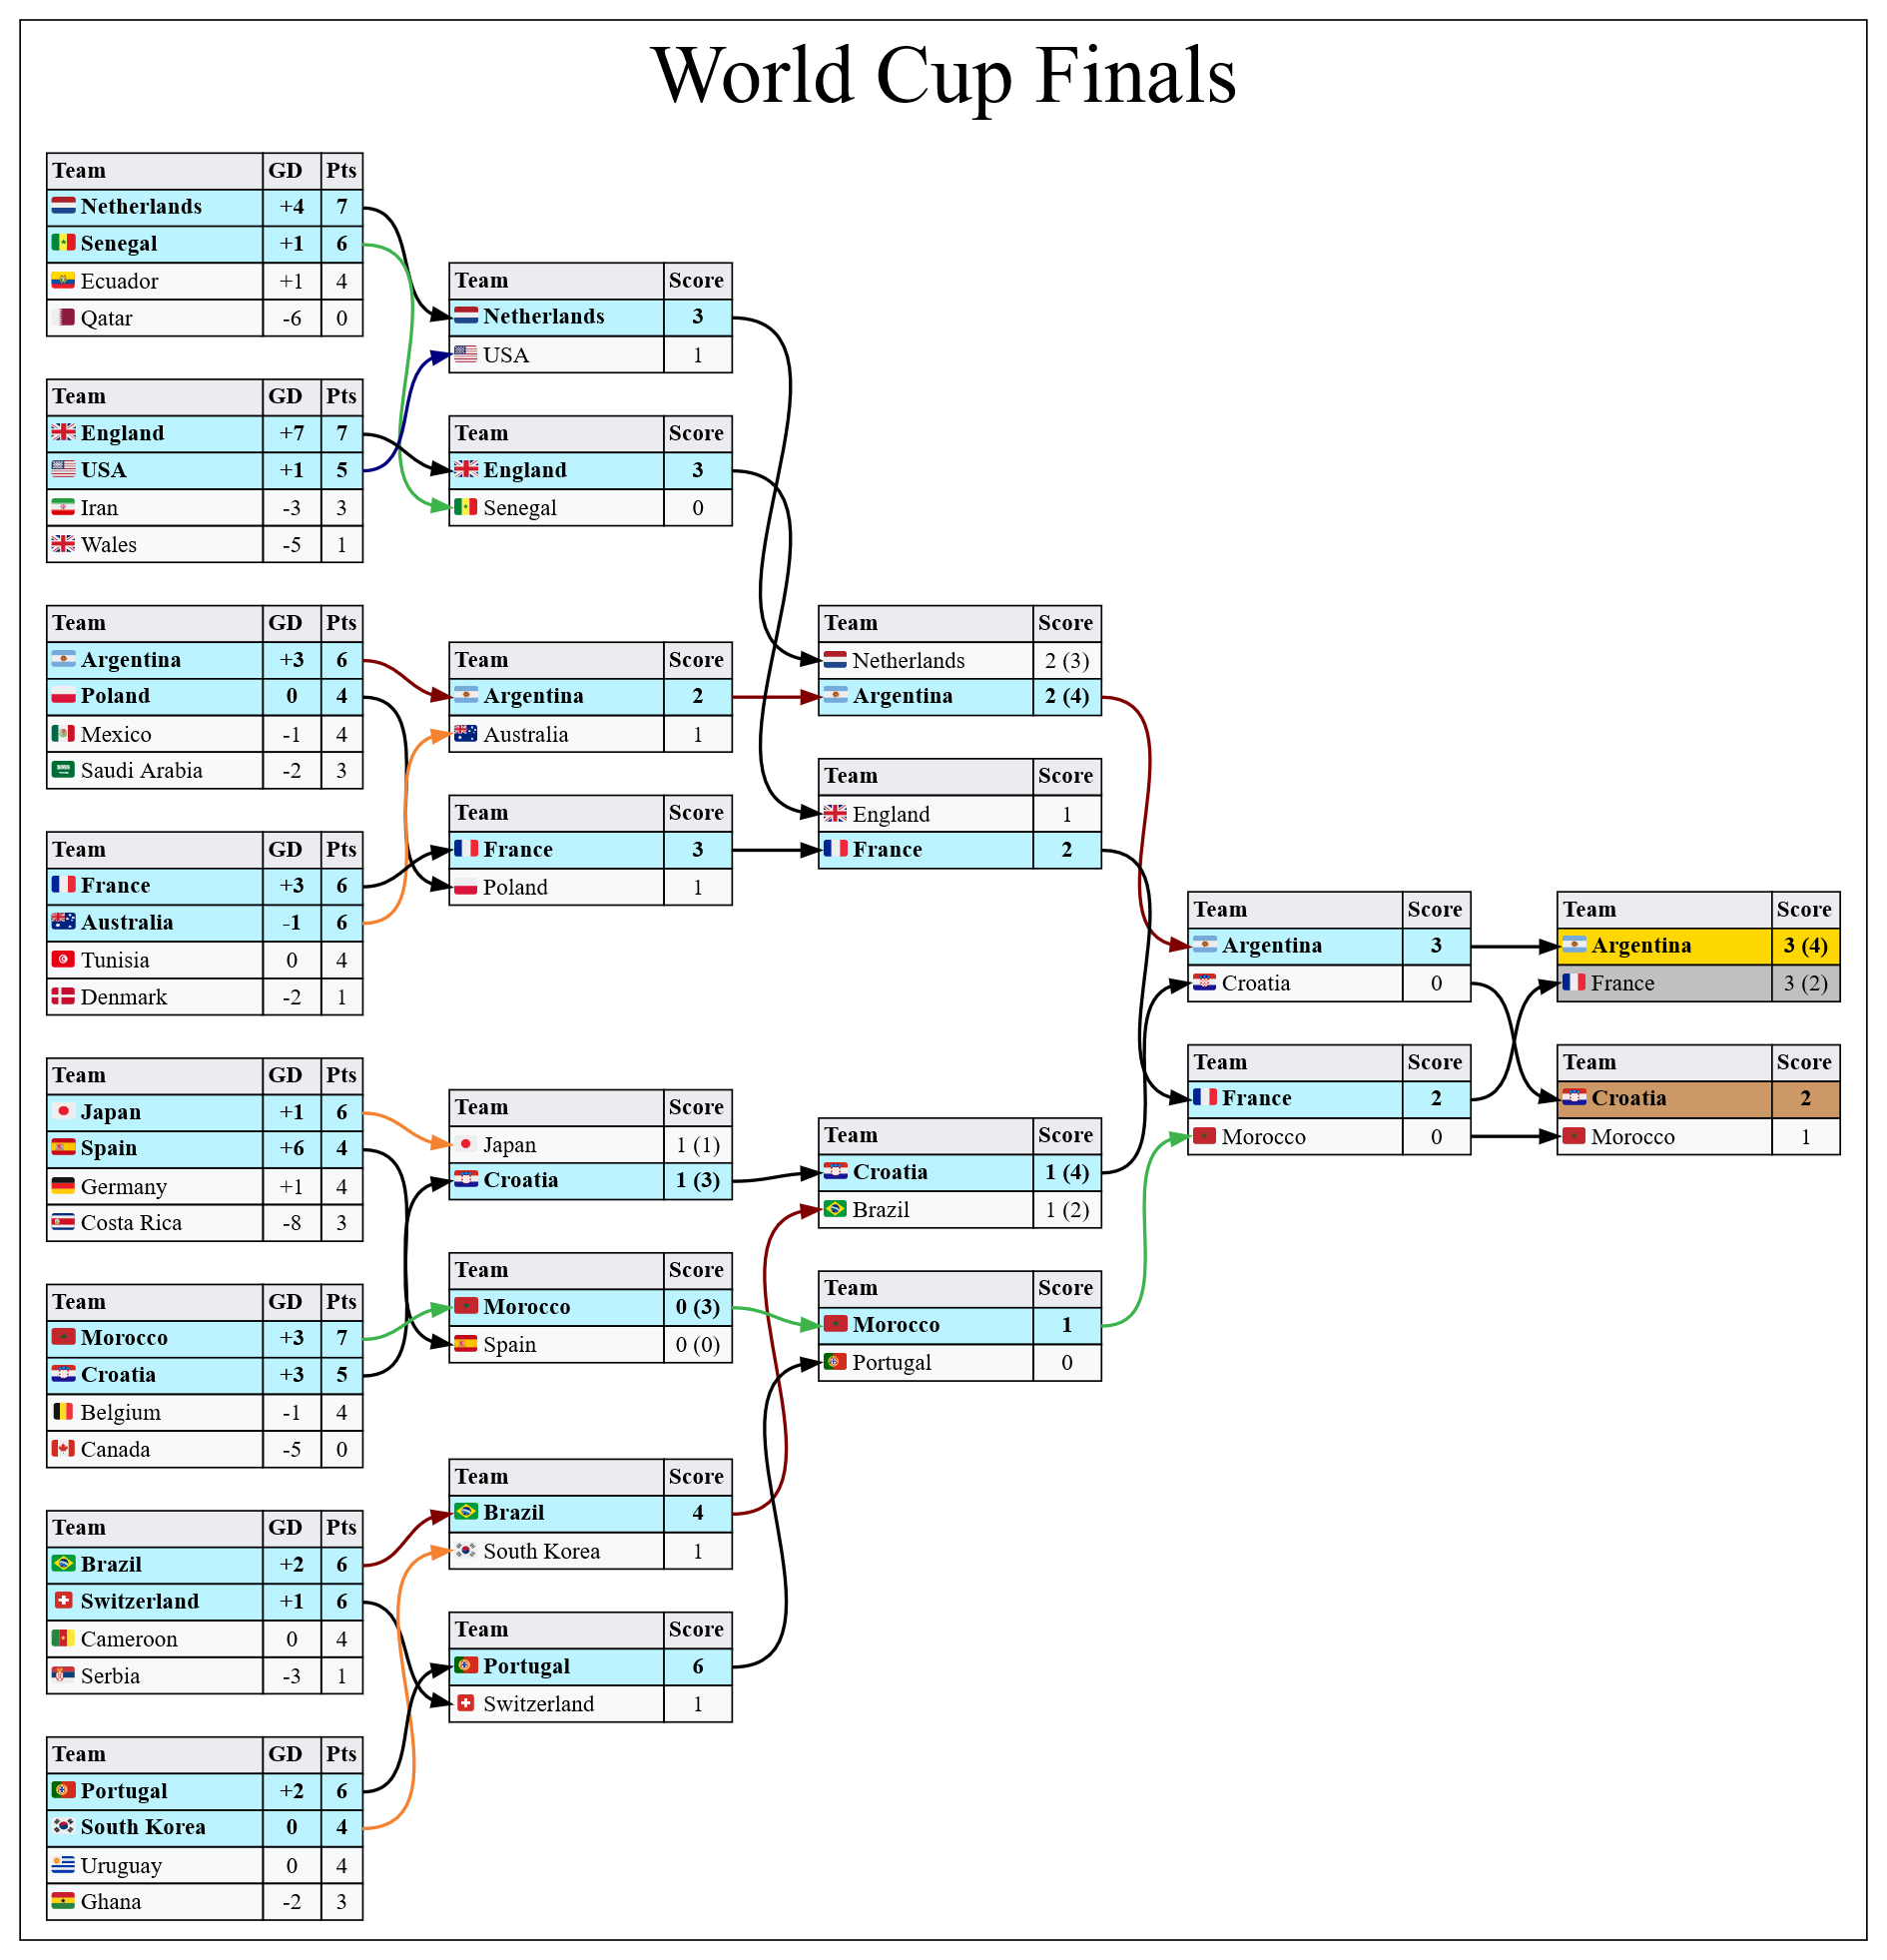 World Cup Finals
Team GD Pts
Netherlands +4 7
Senegal +1 6
Ecuador +1 4
Qatar -6 0
Team GD Pts
England +7 7
USA +1 5
Iran -3 3
Wales -5 1
Team GD Pts
Argentina +3 6
Poland 0 4
Mexico -1 4
Saudi Arabia -2 3
Team GD Pts
France +3 6
Australia -1 6
Tunisia 0 4
Denmark -2 1
Team GD Pts
Japan +1 6
Spain +6 4
Germany +1 4
Costa Rica -8 3
Team GD Pts
Morocco +3 7
Croatia +3 5
Belgium -1 4
Canada -5 0
Team GD Pts
Brazil +2 6
Switzerland +1 6
Cameroon 0 4
Serbia -3 1
Team GD Pts
Portugal +2 6
South Korea 0 4
Uruguay 0 4
Ghana -2 3
Team Score
Netherlands 3
USA 1
Team Score
England 3
Senegal 0
Team Score
Argentina 2
Australia 1
Team Score
France 3
Poland 1
Team Score
Japan 1 (1)
Croatia 1 (3)
Team Score
Morocco 0 (3)
Spain 0 (0)
Team Score
Brazil 4
South Korea 1
Team Score
Portugal 6
Switzerland 1
Team Score
Netherlands 2 (3)
Argentina 2 (4)
Team Score
England 1
France 2
Team Score
Croatia 1 (4)
Brazil 1 (2)
Team Score
Morocco 1
Portugal 0
Team Score
Argentina 3
Croatia 0
Team Score
France 2
Morocco 0
Team Score
Argentina 3 (4)
France 3 (2)
Team Score
Croatia 2
Morocco 1